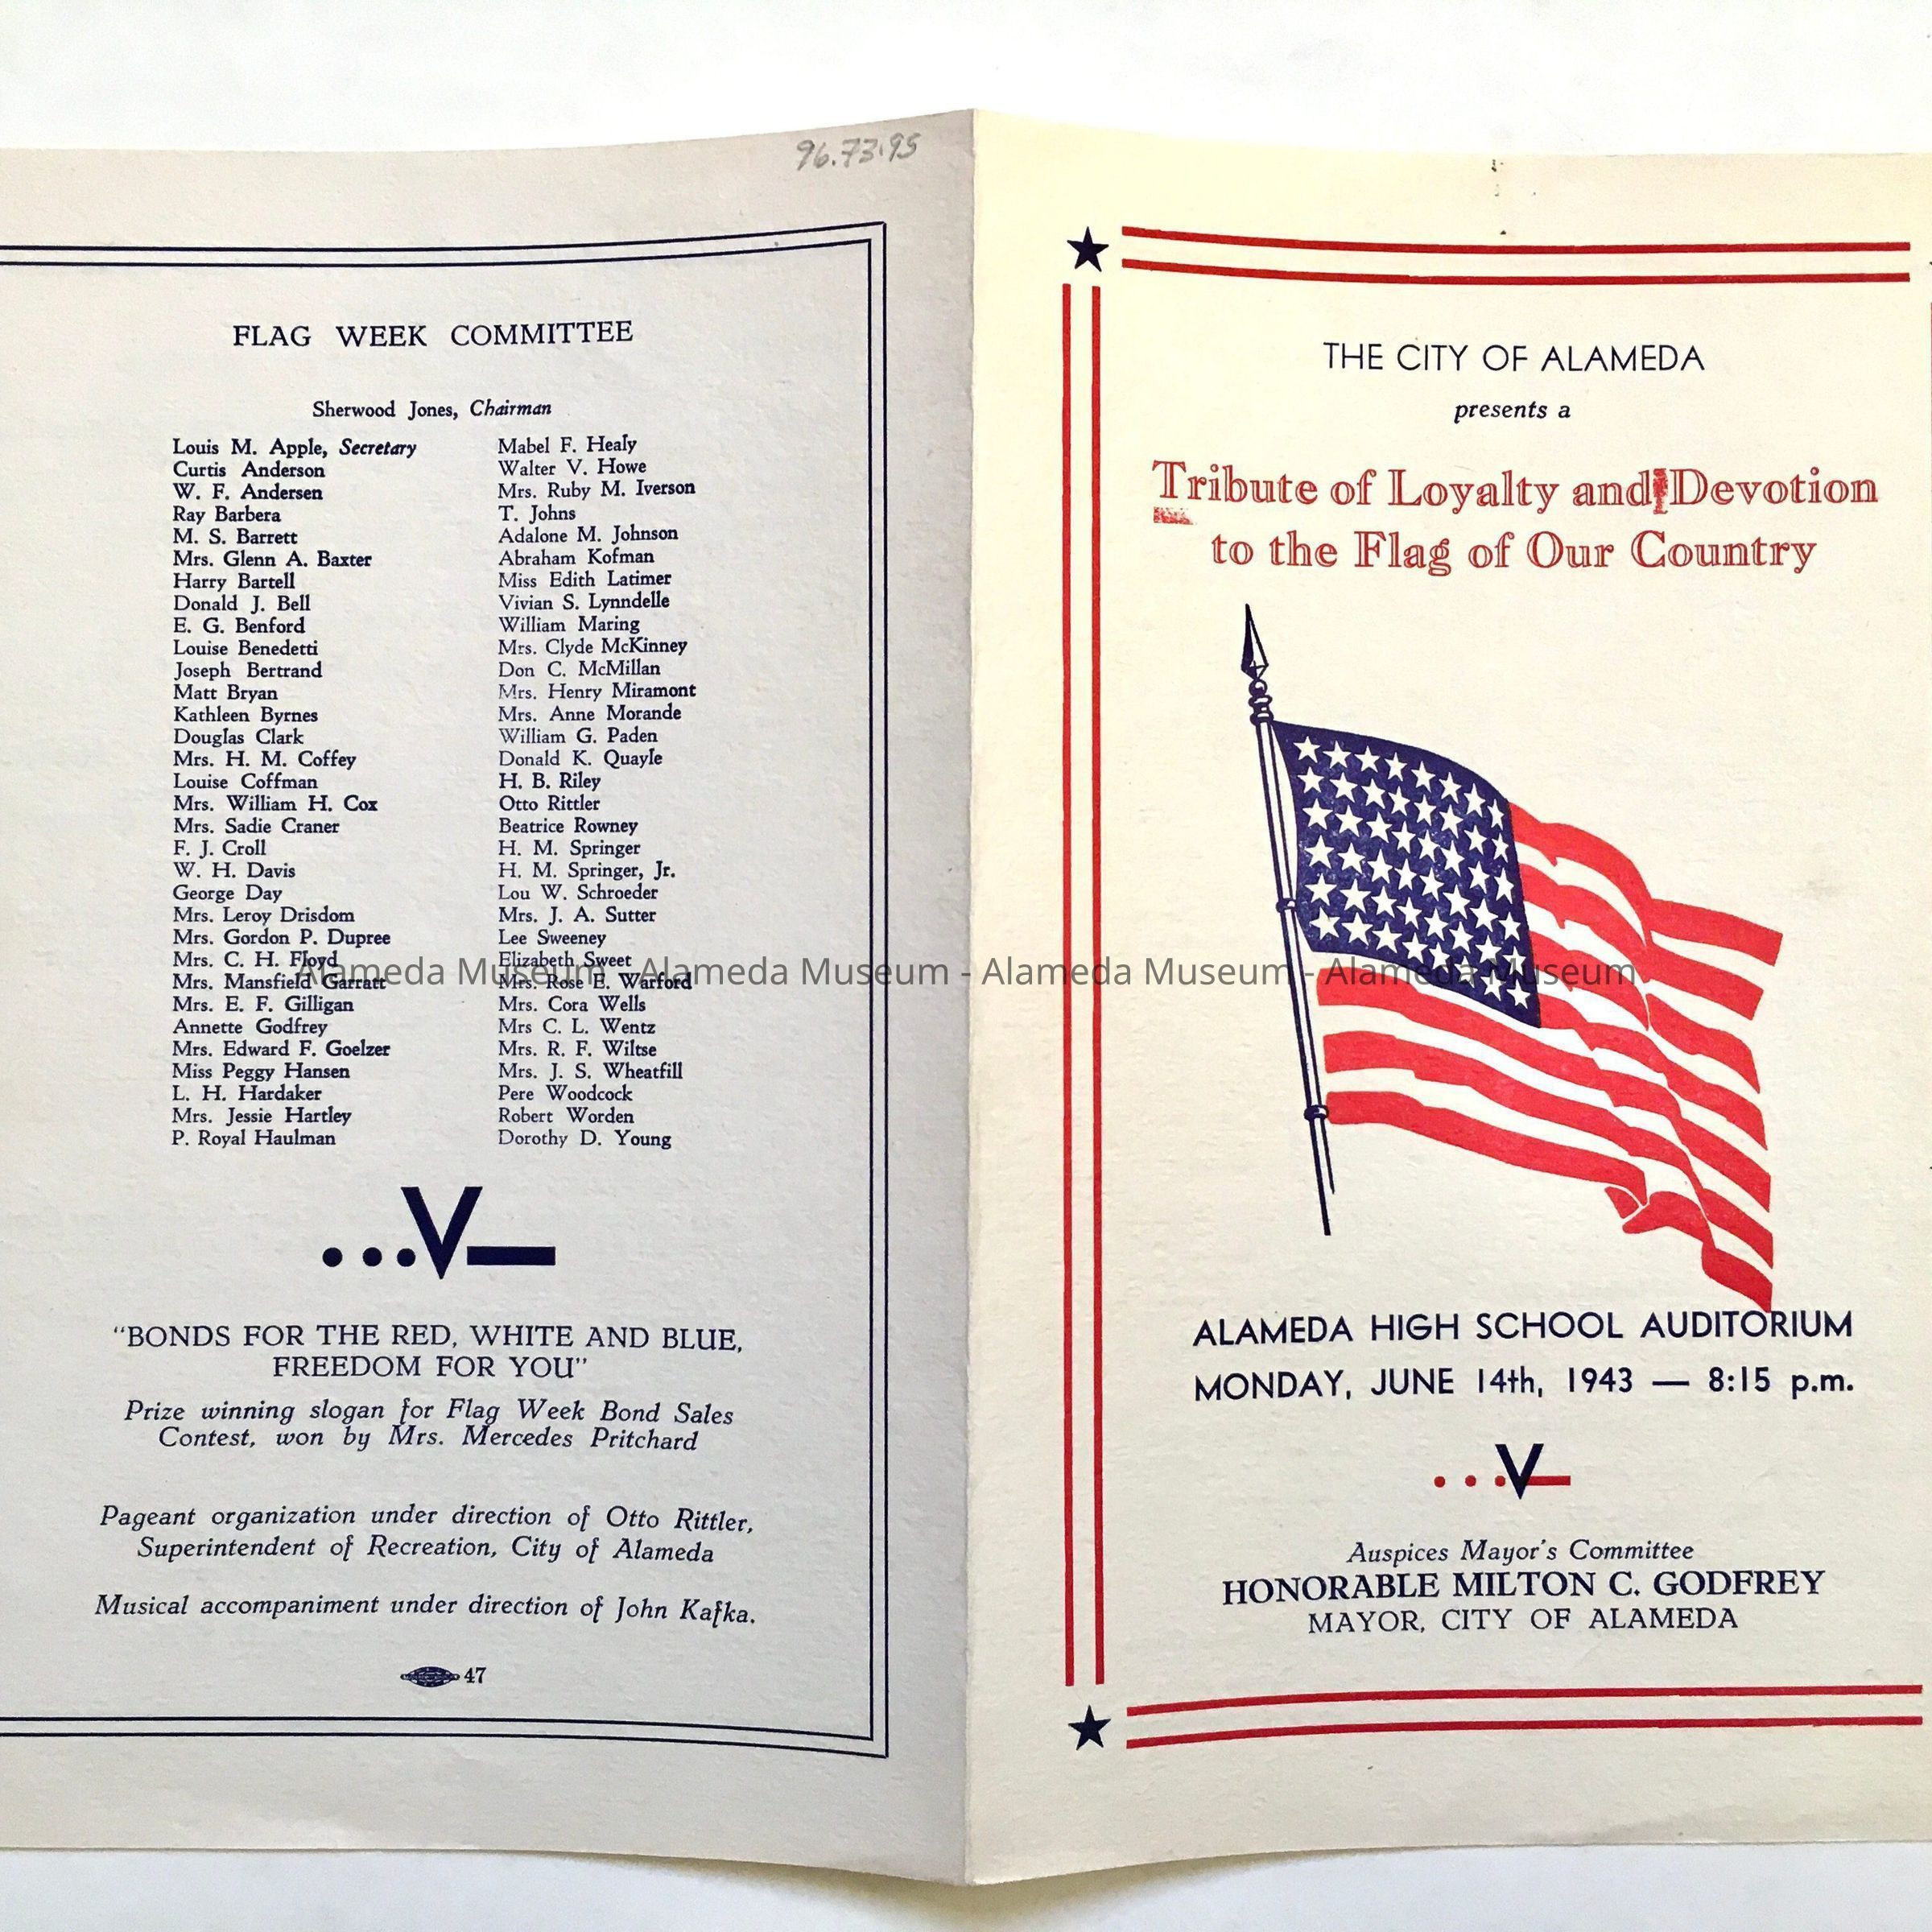 96.73.95
FLAG WEEK COMMITTEE
Sherwood Jones, Chairman
Louis M. Apple, Secretary
Curtis Anderson
W. F. Andersen
Ray Barbera
M. S. Barrett
Mrs. Glenn A. Baxter
Harry Bartell
Donald J. Bell
E. G. Benford
Louise Benedetti
Joseph Bertrand
Matt Bryan
Kathleen Byrnes
Douglas Clark
Mrs. H. M. Coffey
Louise Coffman
Mrs. William H. Cox
Mrs. Sadie Craner
F. J. Croll
W. H. Davis
George Day
Mrs. Leroy Drisdom
Mrs. Gordon P. Dupree
Mrs. C. H. Floyd
Mrs. Mansfield Garratt
Mrs. E. F. Gilligan
Annette Godfrey
Mrs. Edward F. Goelzer
Miss Peggy Hansen
L. H. Hardaker
Mrs. Jessie Hartley
P. Royal Haulman
Mabel F. Healy
Walter V. Howe
Mrs. Ruby M. Iverson
T. Johns
Adalone M. Johnson
Abraham Kofman
Miss Edith Latimer
Vivian S. Lynndelle
William Maring
Mrs. Clyde McKinney
Don C. McMillan
Mrs. Henry Miramont
Mrs. Anne Morande
William G. Paden
Donald K. Quayle
H. B. Riley
Otto Rittler
Beatrice Rowney
H. M. Springer
H. M. Springer, Jr.
Lou W. Schroeder
Mrs. J. A. Sutter
Lee Sweeney
Elizabeth Sweet
Mrs. Rose E. Warford
Mrs. Cora Wells
Mrs C. L. Wentz
Mrs. R. F. Wiltse
Mrs. J. S. Wheatfill
Pere Woodcock
Robert Worden
Dorothy D. Young
...V—
"BONDS FOR THE RED, WHITE AND BLUE,
FREEDOM FOR YOU"
Prize winning slogan for Flag Week Bond Sales
Contest, won by Mrs. Mercedes Pritchard
Pageant organization under direction of Otto Rittler,
Superintendent of Recreation, City of Alameda
Musical accompaniment under direction of John Kafka.
47
THE CITY OF ALAMEDA
presents a
Tribute of Loyalty and Devotion
to the Flag of Our Country
ALAMEDA HIGH SCHOOL AUDITORIUM
MONDAY, JUNE 14th, 1943 — 8:15 p.m.
...V—
Auspices Mayor's Committee
HONORABLE MILTON C. GODFREY
MAYOR, CITY OF ALAMEDA
Alameda Museum - Alameda Museum - Alameda Museum - Alameda Museum